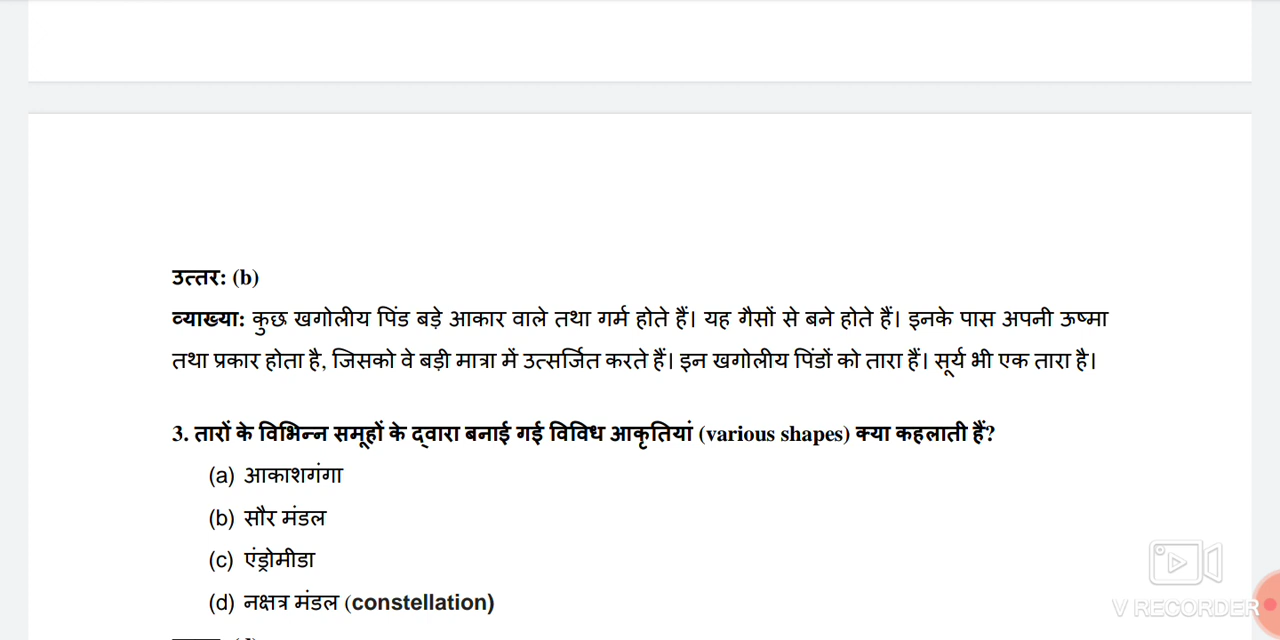 उत्तर: (b)
व्याख्या: कुछ खगोलीय पिंड बड़े आकार वाले तथा गर्म होते हैं। यह गैसों से बने होते हैं। इनके पास अपनी ऊष्मा
तथा प्रकार होता है, जिसको वे बड़ी मात्रा में उत्सर्जित करते हैं। इन खगोलीय पिंडों को तारा हैं। सूर्य भी एक तारा है।
3. तारों के विभिन्न समूहों के द्वारा बनाई गई विविध आकृतियां (various shapes) क्या कहलाती हैं?
(a) आकाशगंगा
(b) सौर मंडल
(c) एंड्रोमीडा
(d) नक्षत्र मंडल (constellation)
V RECORDER